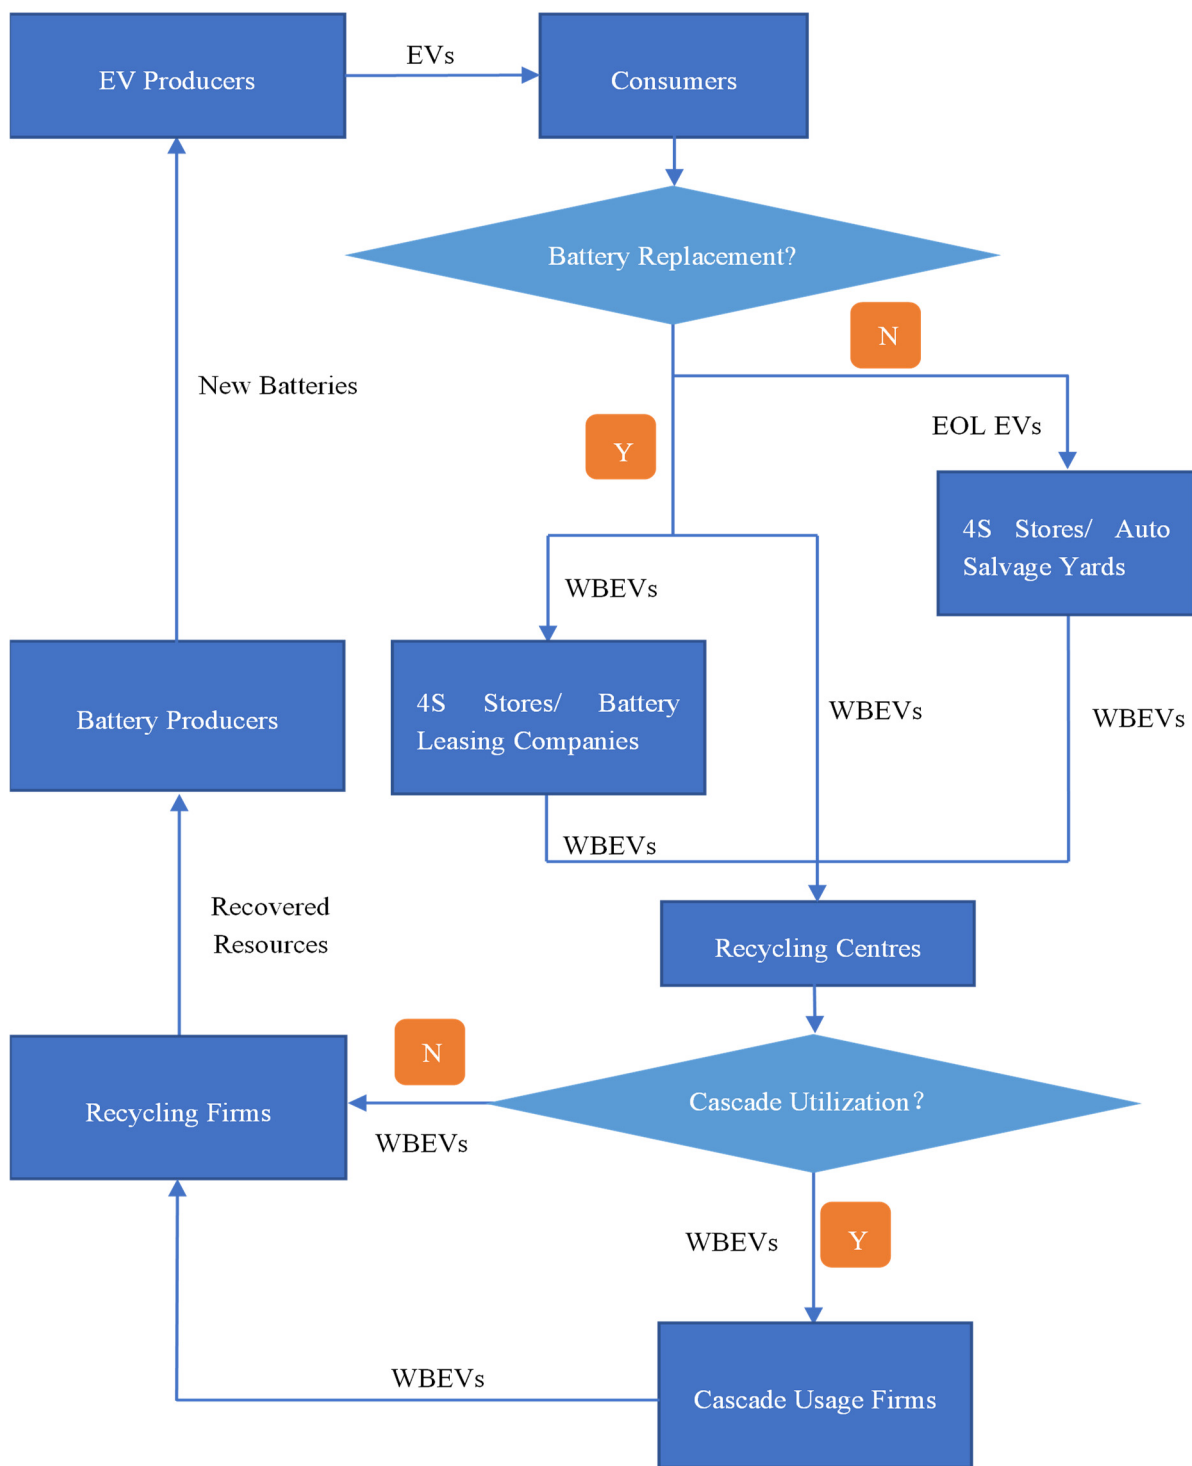 EV Producers
EVs
Consumers
Battery Replacement?
N
New Batteries
Y
EOL EVs
4S Stores/ Auto
Salvage Yards
WBEVs
4S Stores/ Battery
Leasing Companies
Battery Producers
WBEVs
WBEVs
WBEVs
Recovered
Resources
Recycling Centres
N
Cascade Utilization?
Recycling Firms
WBEVs
WBEVs
Y
WBEVs
Cascade Usage Firms